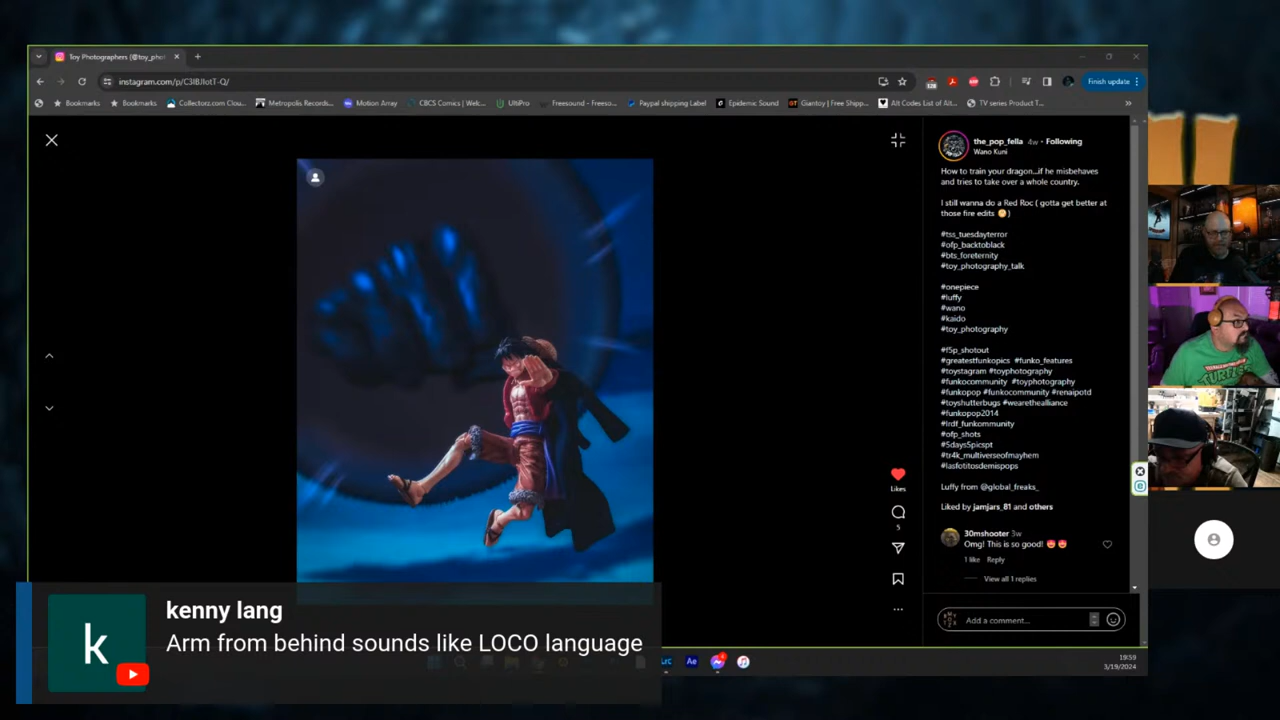 Toy Photographers (@toy_phot
instagram.com/p/C3IBJIotT-Q/
Finish update
Bookmarks
Bookmarks
Collectorz.com Clou...
Metropolis Records...
Motion Array
CBCS Comics | Welc...
UltiPro
Freesound - Freeso...
Paypal shipping Label
Epidemic Sound
Giantoy | Free Shipp...
Alt Codes List of Alt...
TV series Product T...
the_pop_fella 4w • Following
Wano Kuni
How to train your dragon...if he misbehaves
and tries to take over a whole country.
I still wanna do a Red Roc ( gotta get better at
those fire edits 😅 )
#tss_tuesdayterror
#ofp_backtoblack
#bts_foreternity
#toy_photography_talk
#onepiece
#luffy
#wano
#kaido
#toy_photography
#f5p_shotout
#greatestfunkopics #funko_features
#toystagram #toyphotography
#funkocommunity #toyphotography
#funkopop #funkocommunity #renaipotd
#toyshutterbugs #wearethealliance
#funkopop2014
#lrdf_funkommunity
#ofp_shots
#5days5picspt
#tr4k_multiverseofmayhem
#lasfotitosdemispops
Luffy from @global_freaks_
Liked by jamjars_81 and others
Likes
5
30mshooter 3w
Omg! This is so good! 😍 😍
1 like Reply
View all 1 replies
Add a comment...
k
kenny lang
Arm from behind sounds like LOCO language
Lrc
Ae
19:59
3/19/2024
TURTLES